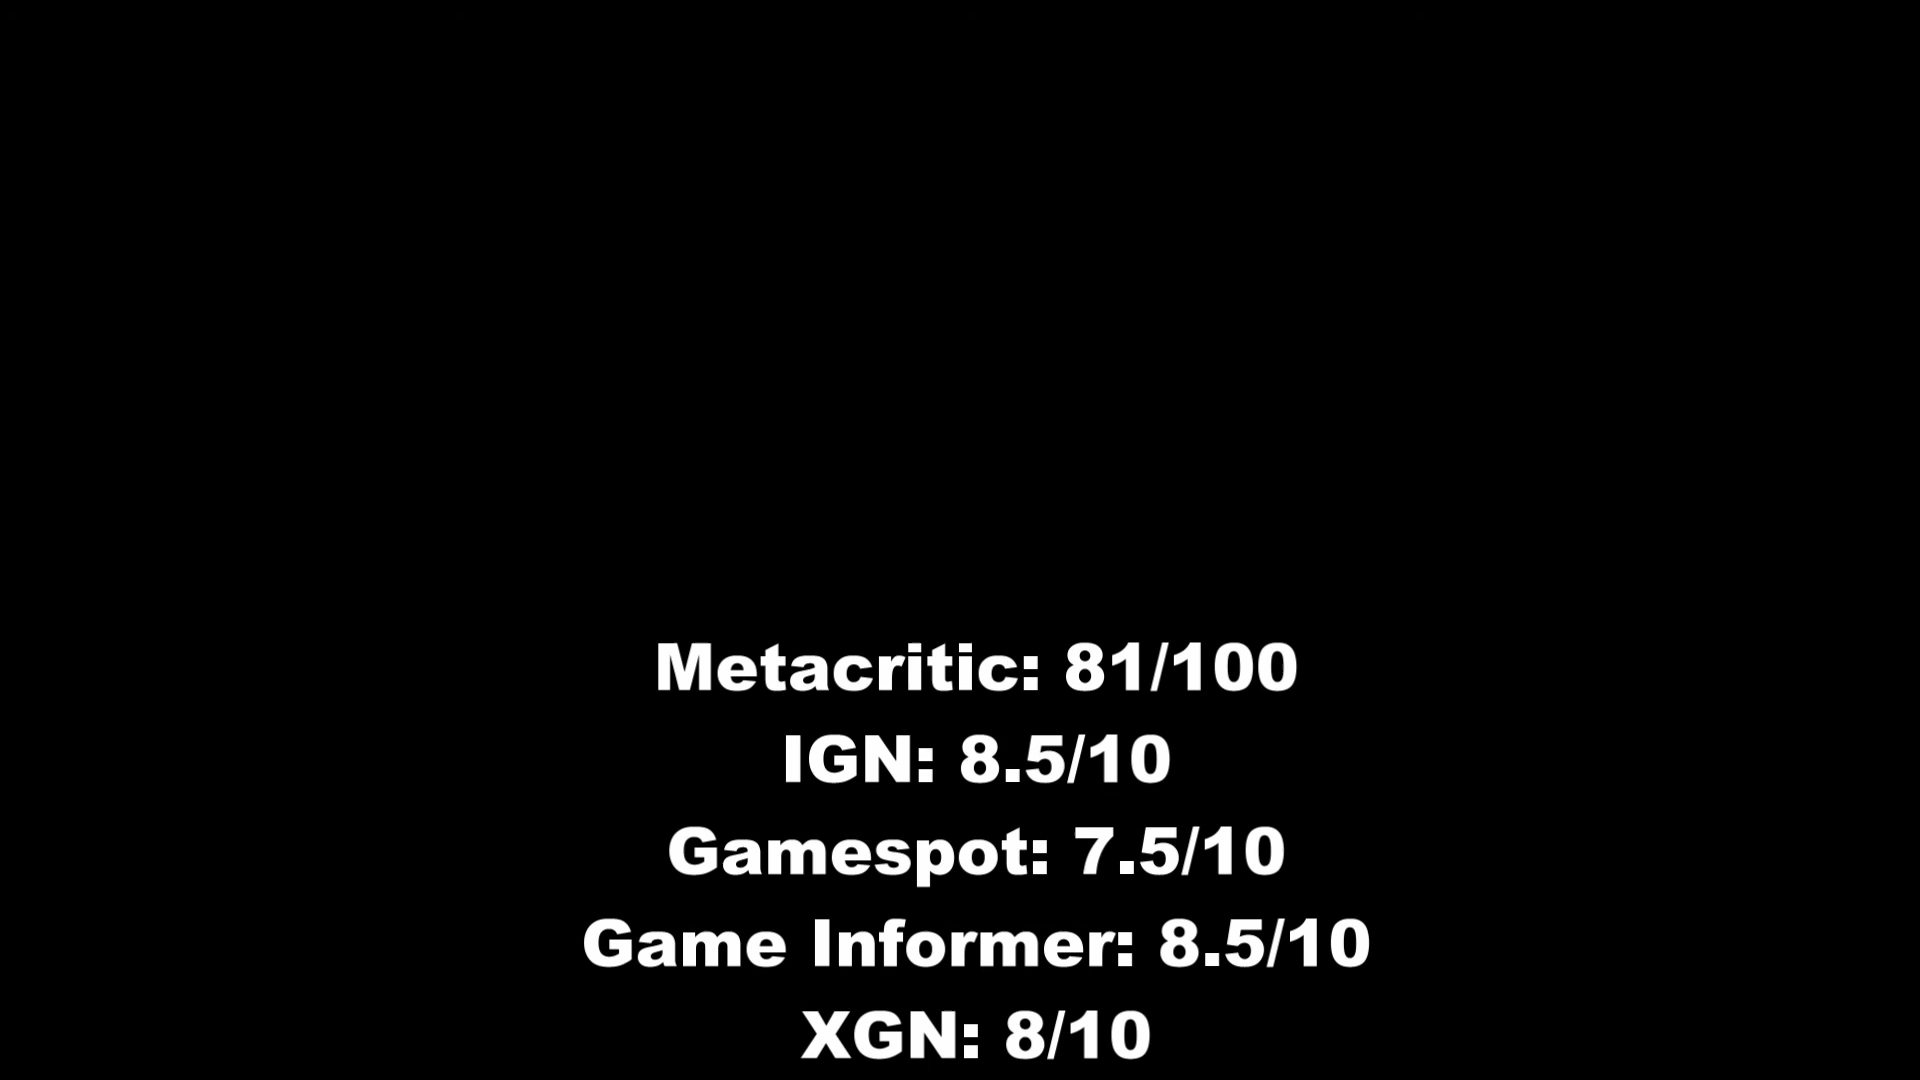 Metacritic: 81/100
IGN: 8.5/10
Gamespot: 7.5/10
Game Informer: 8.5/10
XGN: 8/10